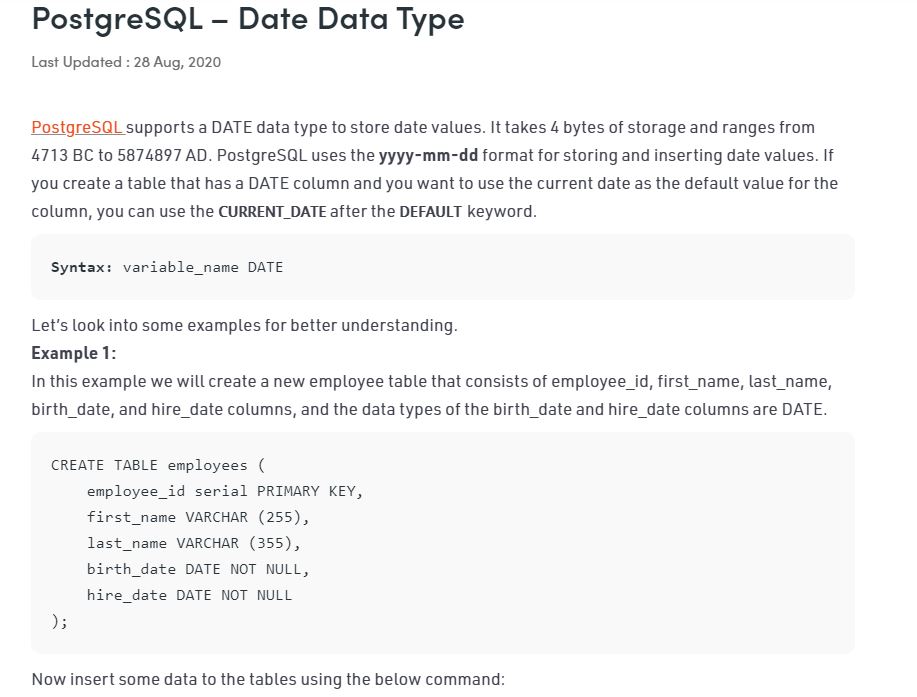 PostgreSQL – Date Data Type
Last Updated : 28 Aug, 2020
PostgreSQL supports a DATE data type to store date values. It takes 4 bytes of storage and ranges from
4713 BC to 5874897 AD. PostgreSQL uses the yyyy-mm-dd format for storing and inserting date values. If
you create a table that has a DATE column and you want to use the current date as the default value for the
column, you can use the CURRENT_DATE after the DEFAULT keyword.
Syntax: variable_name DATE
Let's look into some examples for better understanding.
Example 1:
In this example we will create a new employee table that consists of employee_id, first_name, last_name,
birth_date, and hire_date columns, and the data types of the birth_date and hire_date columns are DATE.
CREATE TABLE employees (
    employee_id serial PRIMARY KEY,
    first_name VARCHAR (255),
    last_name VARCHAR (355),
    birth_date DATE NOT NULL,
    hire_date DATE NOT NULL
);
Now insert some data to the tables using the below command: